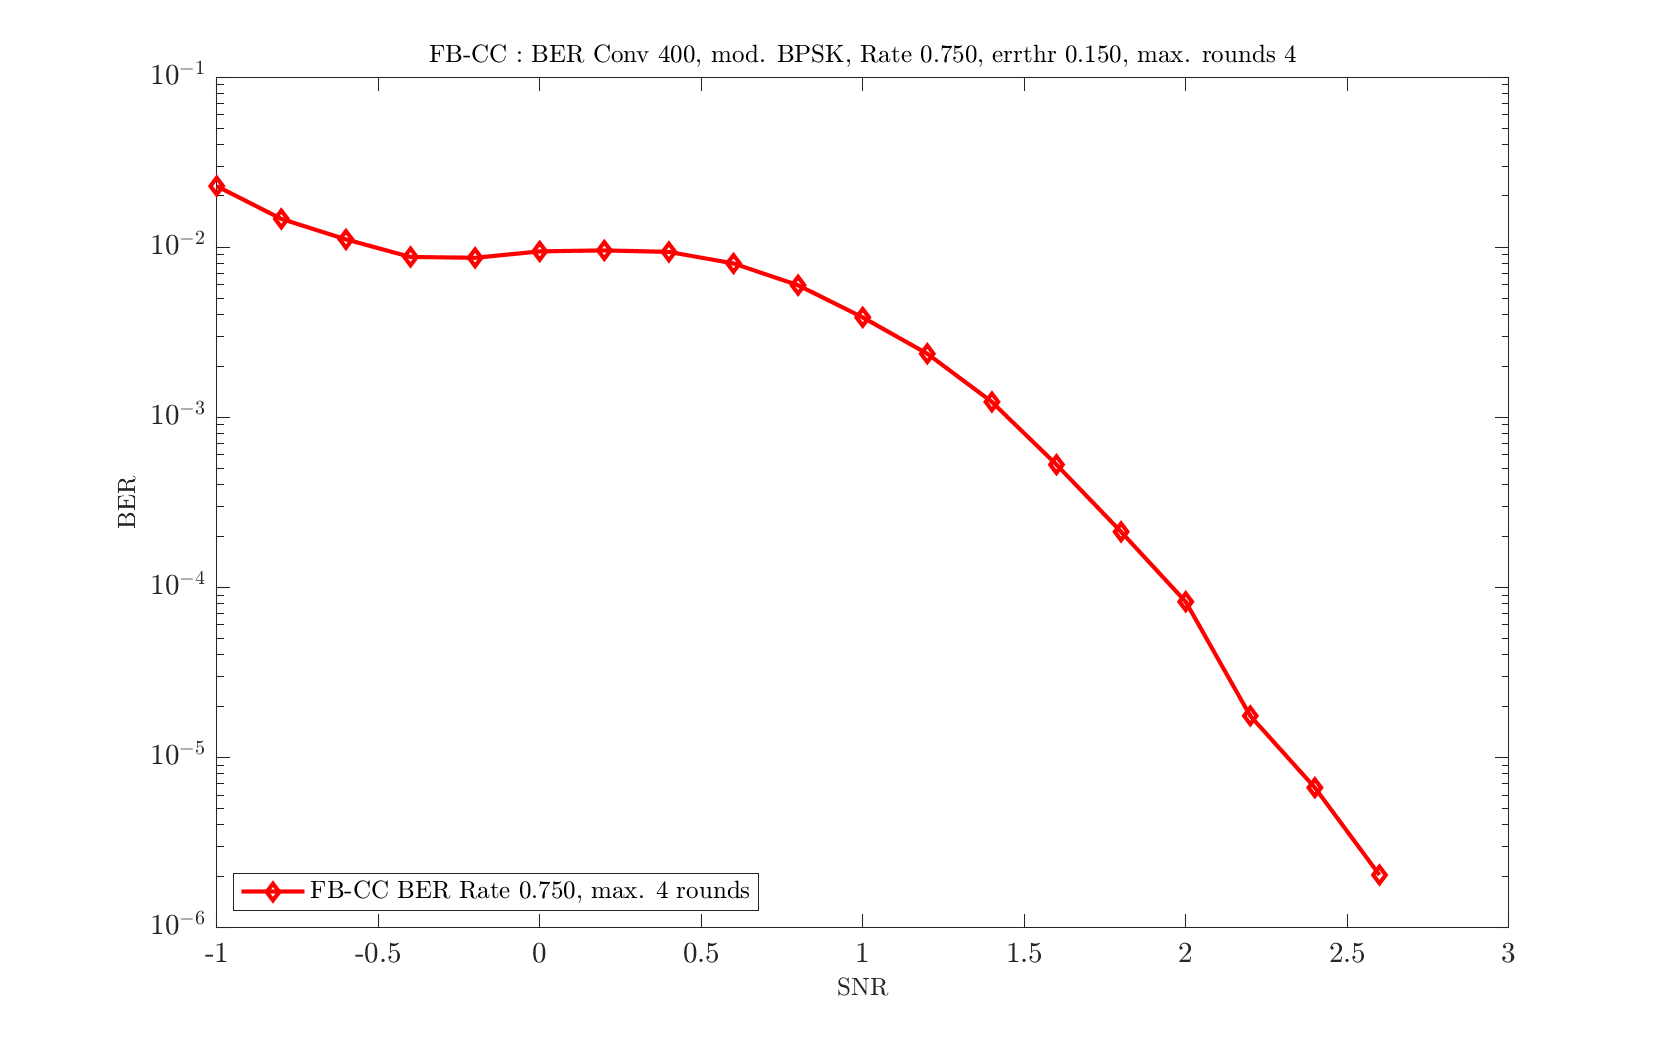 FB-CC : BER Conv 400, mod. BPSK, Rate 0.750, errthr 0.150, max. rounds 4
10⁻¹
10⁻²
10⁻³
10⁻⁴
10⁻⁵
10⁻⁶
BER
FB-CC BER Rate 0.750, max. 4 rounds
-1 -0.5 0 0.5 1 1.5 2 2.5 3
SNR